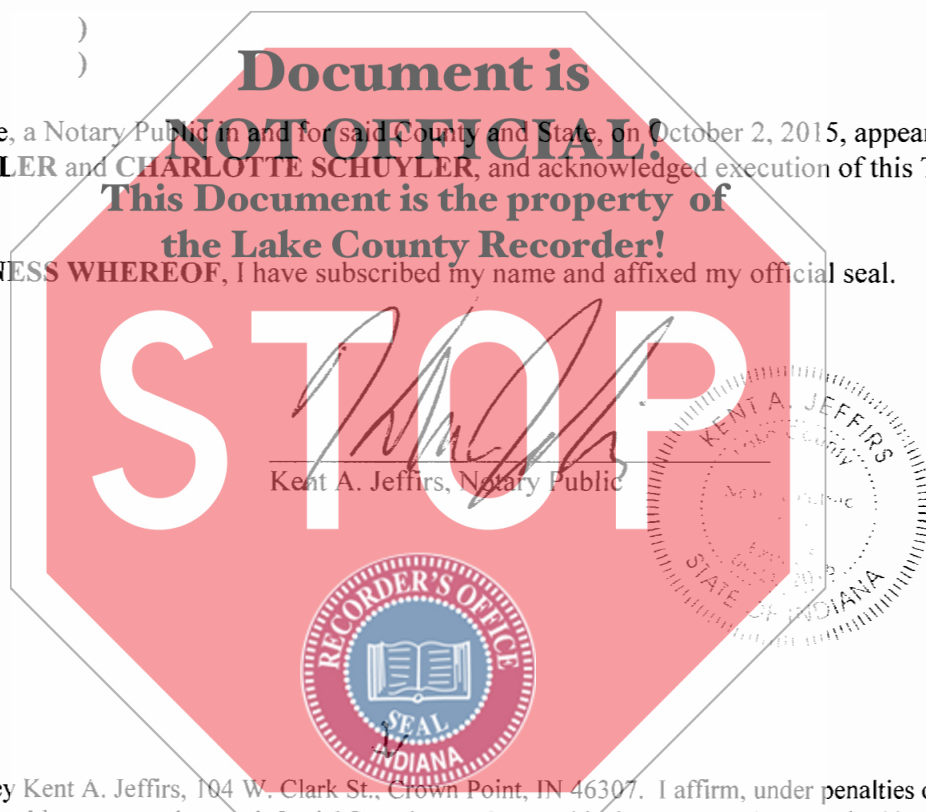 )
)
Document is
NOT OFFICIAL!
, a Notary Public in and for said County and State, on October 2, 2015, appear
LER and CHARLOTTE SCHUYLER, and acknowledged execution of this
This Document is the property of
the Lake County Recorder!
NESS WHEREOF, I have subscribed my name and affixed my official seal.
STOP
Kent A. Jeffirs, Notary Public
KENT A. JEFFIRS
County
STATE OF INDIANA
RECORDER'S OFFICE
SEAL
INDIANA
Kent A. Jeffirs, 104 W. Clark St., Crown Point, IN 46307. I affirm, under penalties